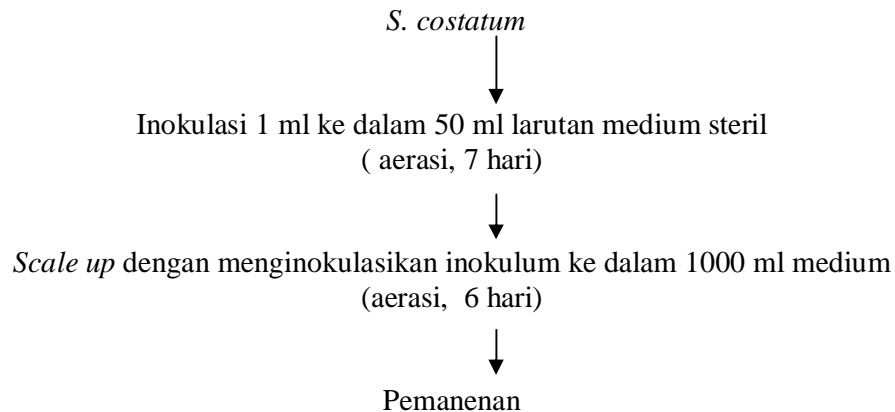 S. costatum
Inokulasi 1 ml ke dalam 50 ml larutan medium steril
( aerasi, 7 hari)
Scale up dengan menginokulasikan inokulum ke dalam 1000 ml medium
(aerasi,  6 hari)
Pemanenan